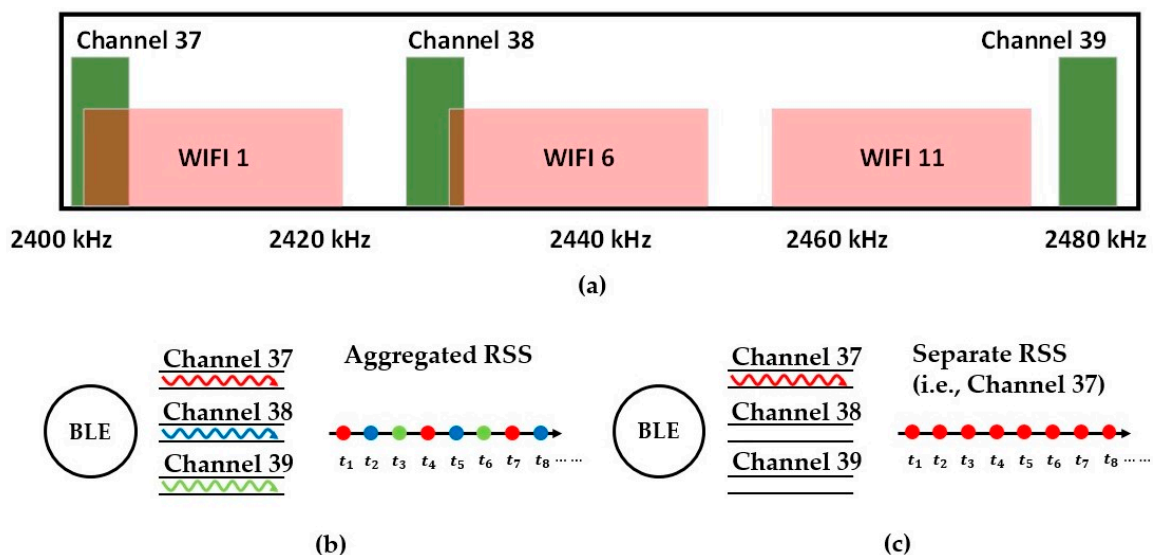 Channel 37 Channel 38 Channel 39
WIFI 1 WIFI 6 WIFI 11
2400 kHz 2420 kHz 2440 kHz 2460 kHz 2480 kHz
(a)
BLE
Channel 37
Channel 38
Channel 39
Aggregated RSS
t₁ t₂ t₃ t₄ t₅ t₆ t₇ t₈ ... ...
(b)
BLE
Channel 37
Channel 38
Channel 39
Separate RSS
(i.e., Channel 37)
t₁ t₂ t₃ t₄ t₅ t₆ t₇ t₈ ... ...
(c)